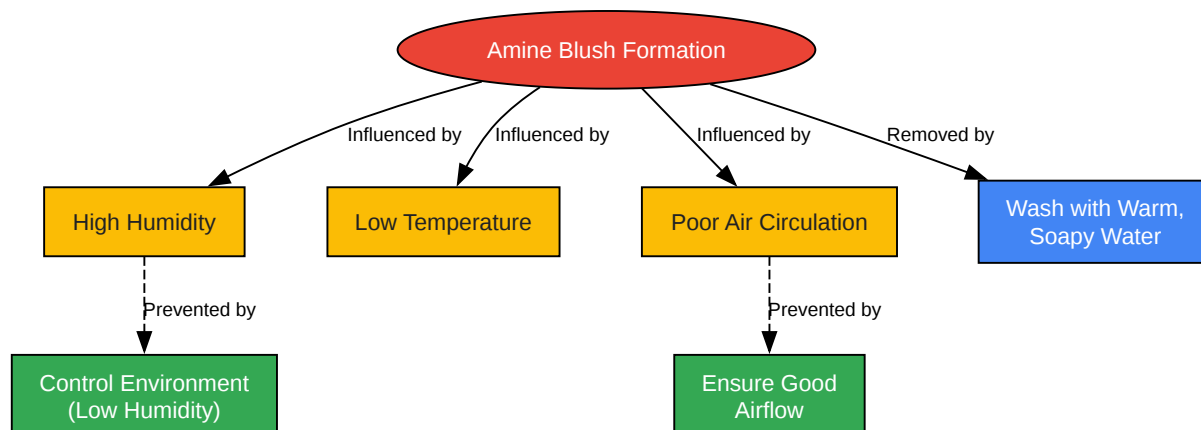 Amine Blush Formation
Influenced by
Influenced by
Influenced by
Removed by
High Humidity
Low Temperature
Poor Air Circulation
Wash with Warm,
Soapy Water
Prevented by
Prevented by
Control Environment
(Low Humidity)
Ensure Good
Airflow